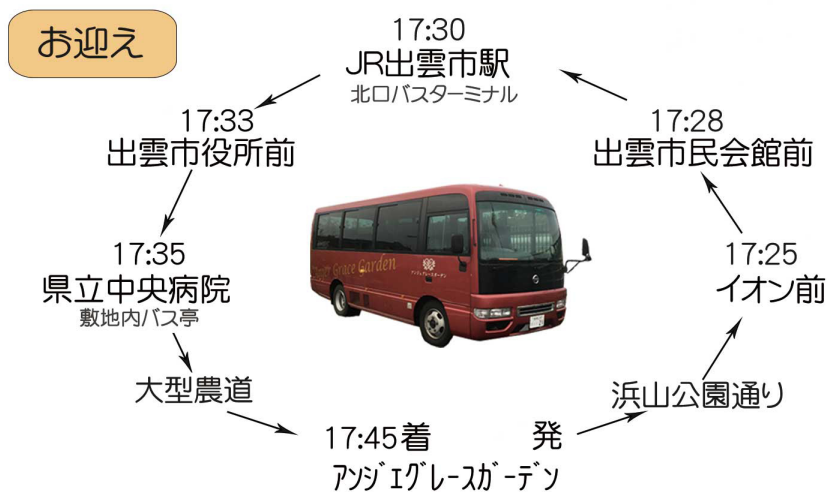 お迎え
17:30
JR出雲市駅
北口バスターミナル
17:33
出雲市役所前
17:28
出雲市民会館前
17:35
県立中央病院
敷地内バス亭
17:25
イオン前
Grace Garden
大型農道
浜山公園通り
17:45着 発
アンジェグレースガーデン